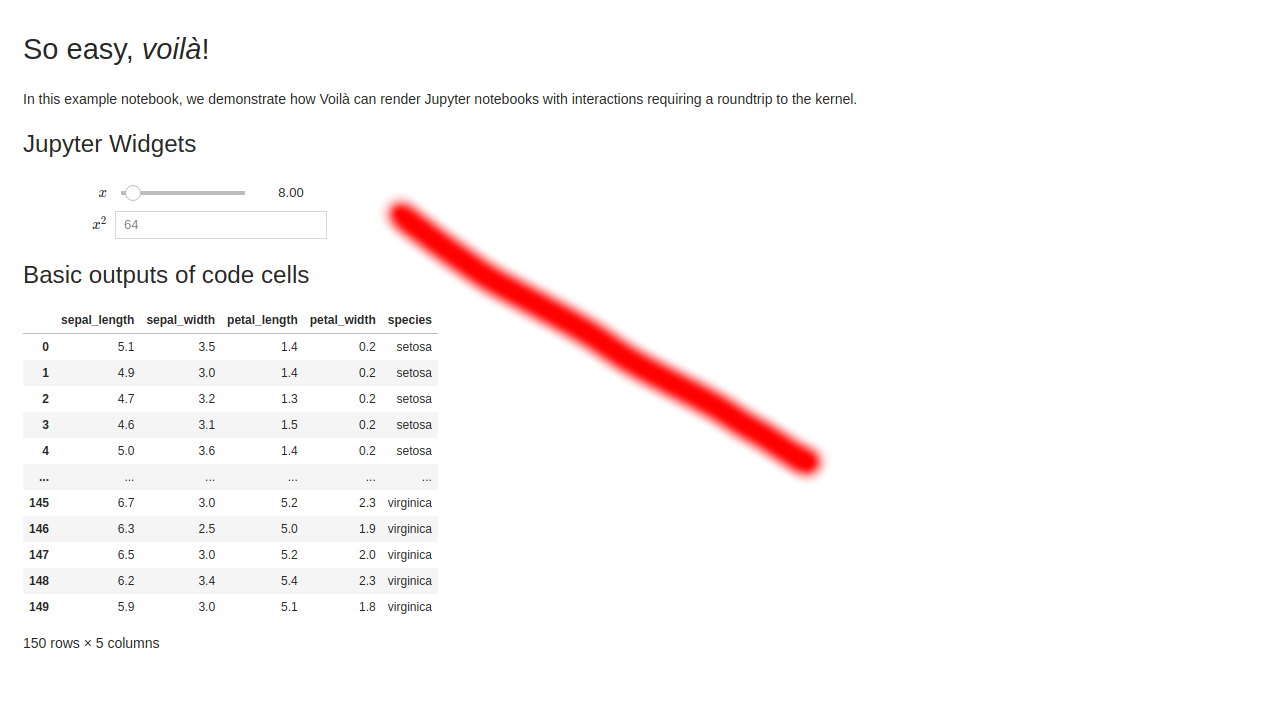 So easy, voilà!
In this example notebook, we demonstrate how Voilà can render Jupyter notebooks with interactions requiring a roundtrip to the kernel.
Jupyter Widgets
x 8.00
x² 64
Basic outputs of code cells
sepal_length sepal_width petal_length petal_width species
0 5.1 3.5 1.4 0.2 setosa
1 4.9 3.0 1.4 0.2 setosa
2 4.7 3.2 1.3 0.2 setosa
3 4.6 3.1 1.5 0.2 setosa
4 5.0 3.6 1.4 0.2 setosa
... ... ... ... ... ...
145 6.7 3.0 5.2 2.3 virginica
146 6.3 2.5 5.0 1.9 virginica
147 6.5 3.0 5.2 2.0 virginica
148 6.2 3.4 5.4 2.3 virginica
149 5.9 3.0 5.1 1.8 virginica
150 rows × 5 columns